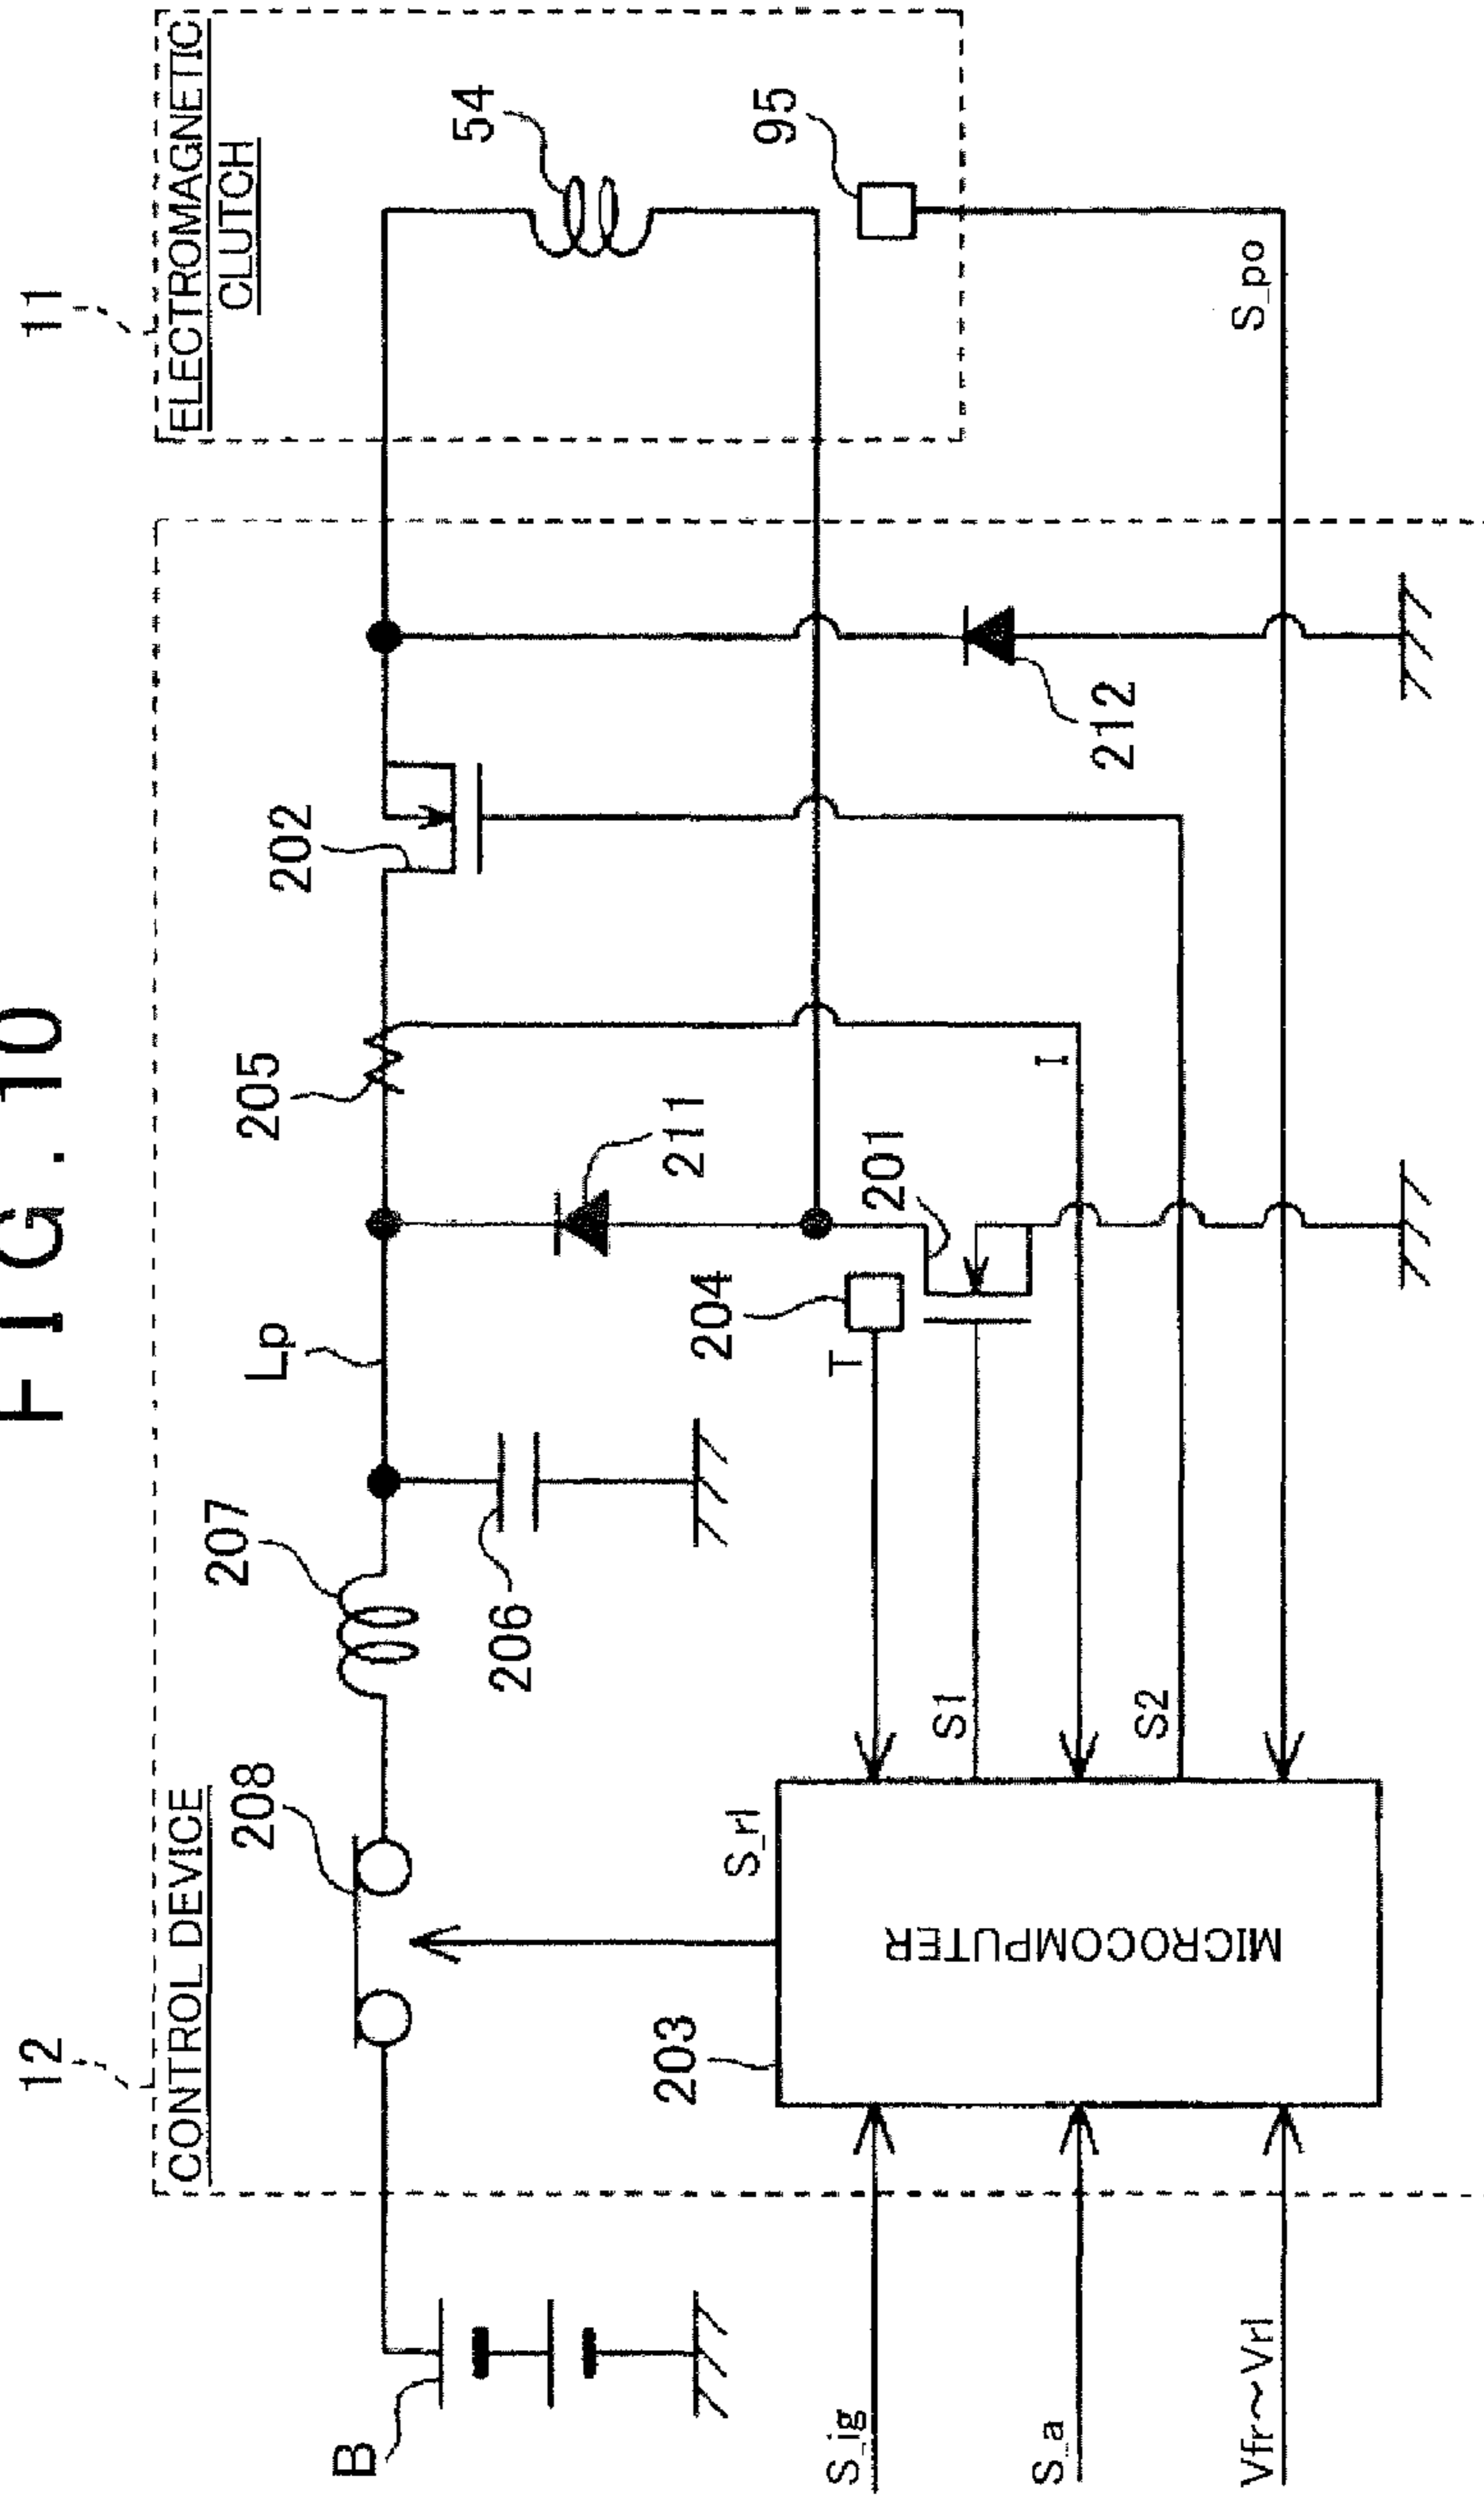 FIG. 10
12
11
CONTROL DEVICE
ELECTROMAGNETIC
CLUTCH
208
207
Lp
205
202
B
54
206
211
203
S_rl
204
T
201
95
S_ig
MICROCOMPUTER
S1
I
S_a
S2
212
Vfr~Vrl
S_po